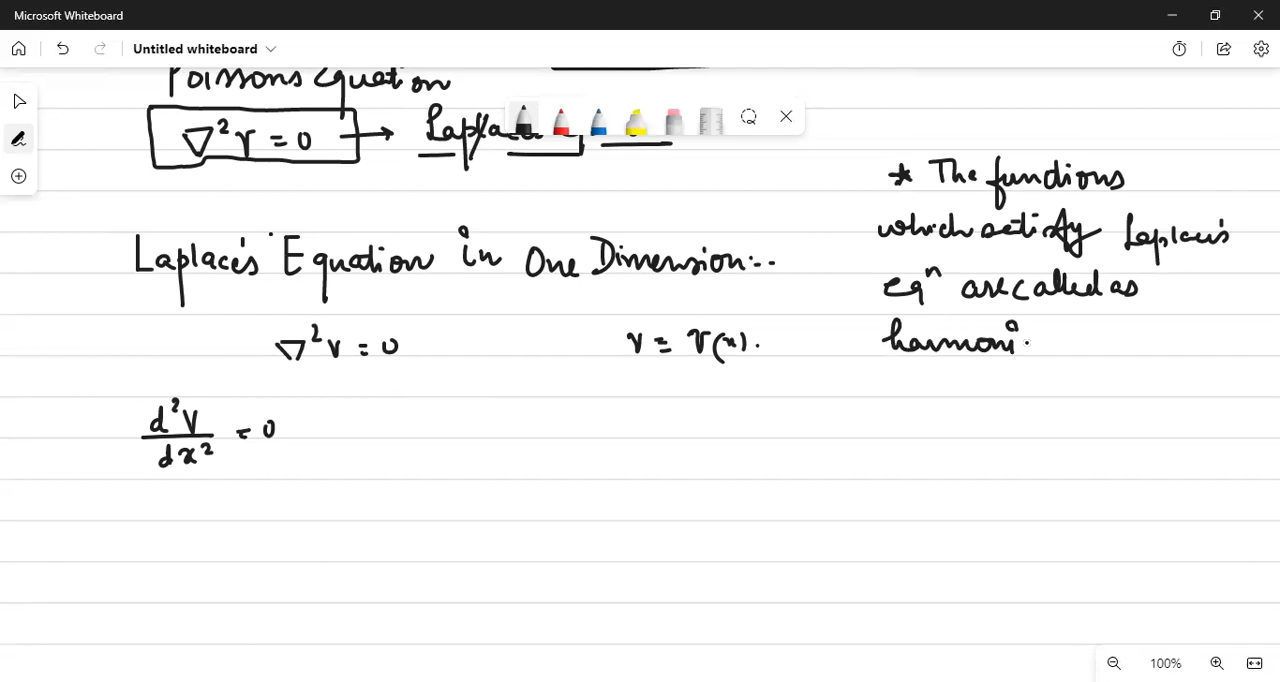 Microsoft Whiteboard
Untitled whiteboard
Poissons Equation
∇²V = 0 →
Laplace's Equation in One Dimension:--
∇²V = 0
V = V(x).
d²V/dx² = 0
* The functions
which satisfy Laplace's
eqⁿ are called as
harmoni
100%